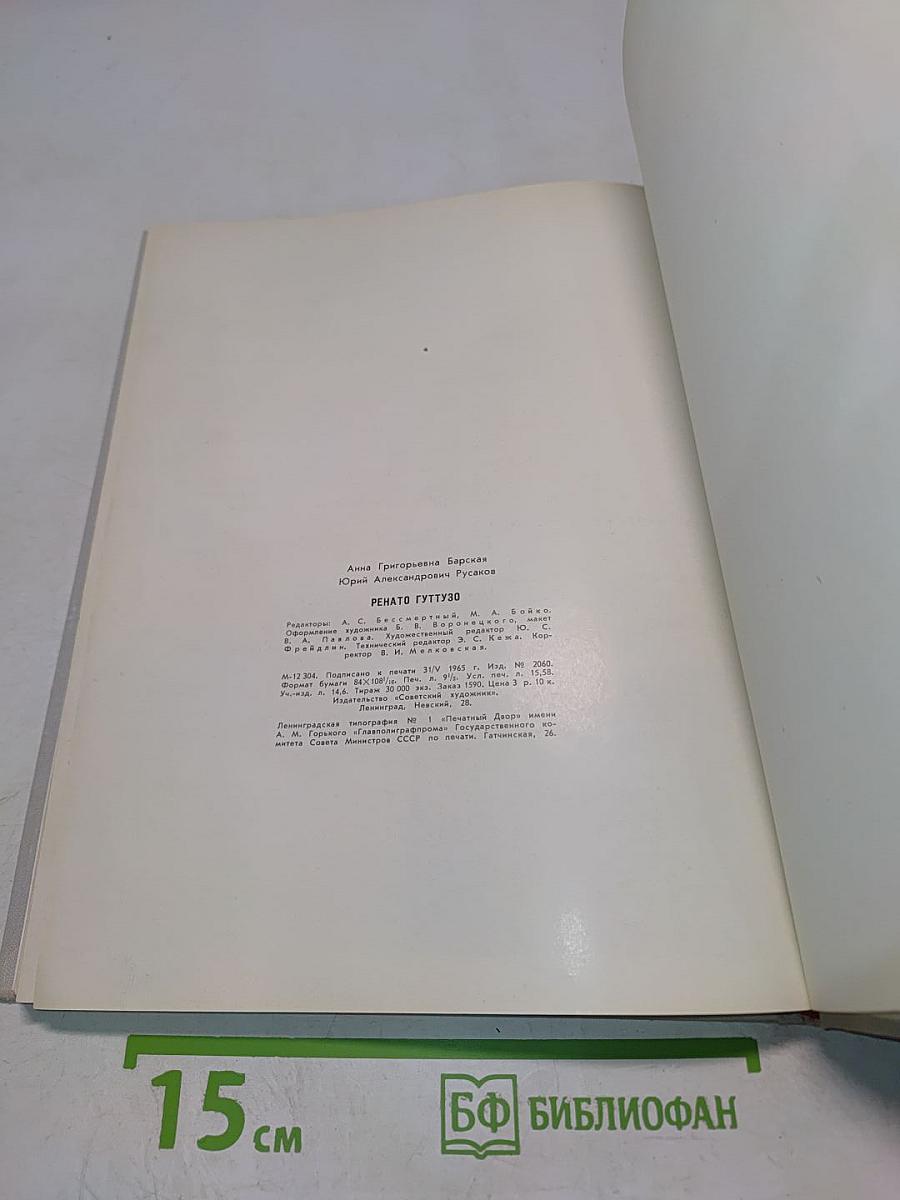 Анна Григорьевна Барская
Юрий Александрович Русаков
РЕНАТО ГУТТУЗО
Редакторы: А. С. Бессмертный, М. А. Бойко.
Оформление художника Б. В. Воронецкого, макет
В. А. Павлова. Художественный редактор Ю. С.
Фрейдлин. Технический редактор Э. С. Кежа. Кор-
ректор В. И. Мелковская.
М-12 304. Подписано к печати 31/V 1965 г. Изд. № 2060.
Формат бумаги 84×108¹/₁₆. Печ. л. 9¹/₂. Усл. печ. л. 15,58.
Уч.-изд. л. 14,6. Тираж 30 000 экз. Заказ 1590. Цена 3 р. 10 к.
Издательство «Советский художник».
Ленинград, Невский, 28.
Ленинградская типография № 1 «Печатный Двор» имени
А. М. Горького «Главполиграфпрома» Государственного ко-
митета Совета Министров СССР по печати. Гатчинская, 26.
15 см
БФ БИБЛИОФАН